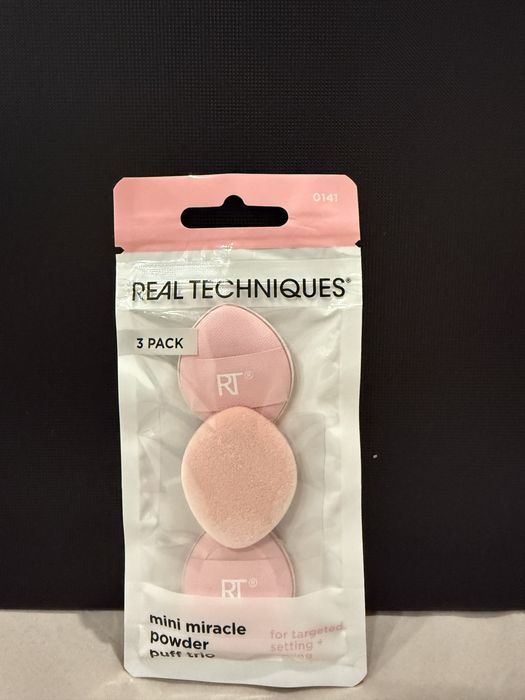 0141
REAL TECHNIQUES®
3 PACK
RT®
RT®
mini miracle
powder
puff trio
for targeted
setting +